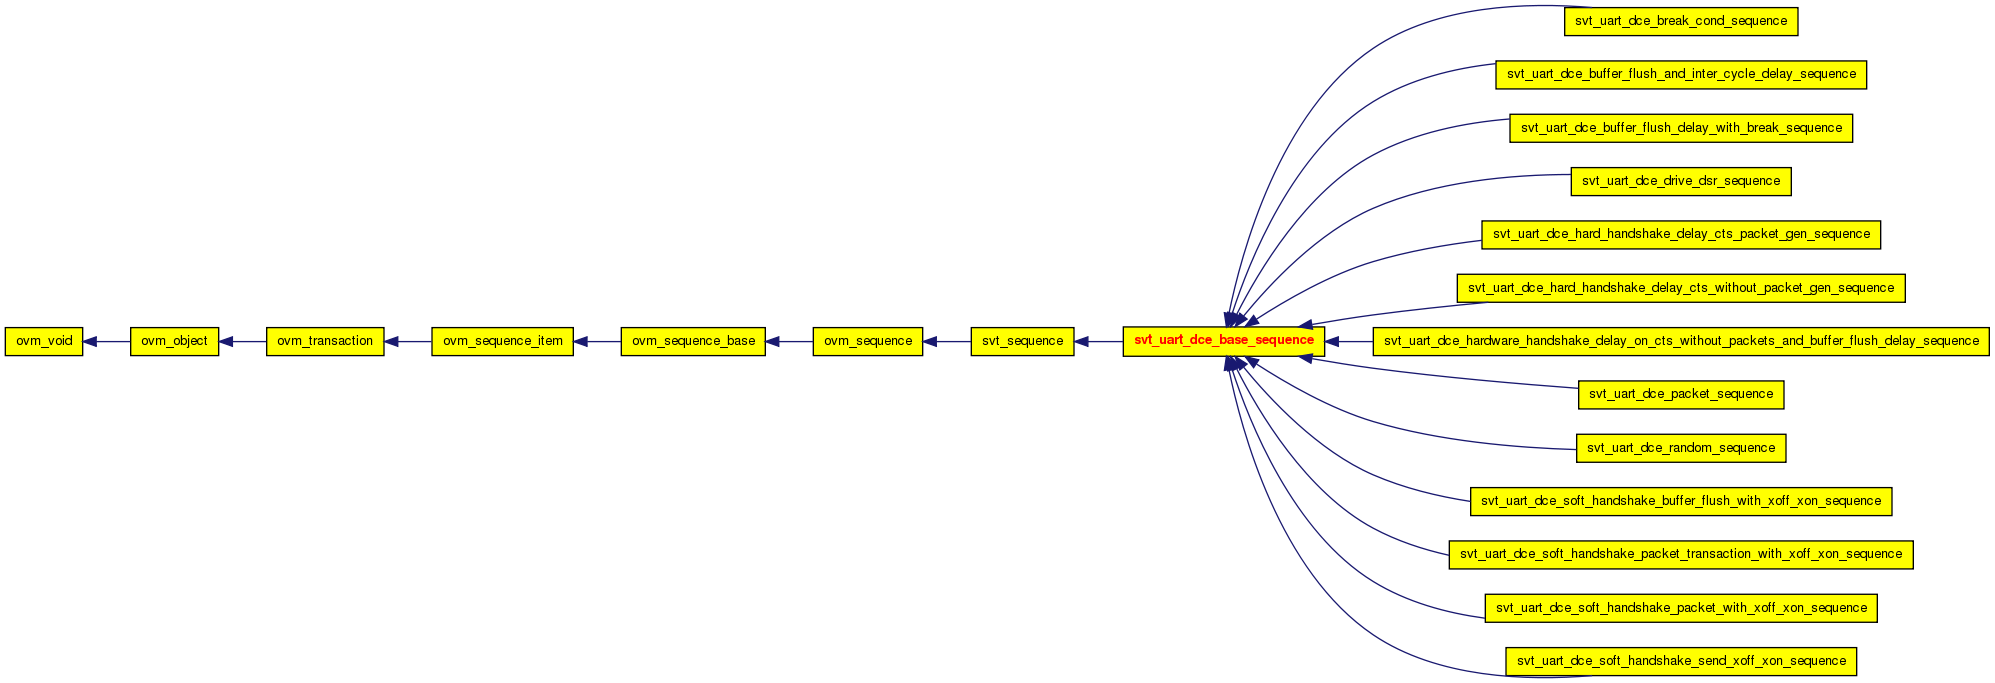 svt_uart_dce_break_cond_sequence
svt_uart_dce_buffer_flush_and_inter_cycle_delay_sequence
svt_uart_dce_buffer_flush_delay_with_break_sequence
svt_uart_dce_drive_dsr_sequence
svt_uart_dce_hard_handshake_delay_cts_packet_gen_sequence
svt_uart_dce_hard_handshake_delay_cts_without_packet_gen_sequence
ovm_void
ovm_object
ovm_transaction
ovm_sequence_item
ovm_sequence_base
ovm_sequence
svt_sequence
svt_uart_dce_base_sequence
svt_uart_dce_hardware_handshake_delay_on_cts_without_packets_and_buffer_flush_delay_sequence
svt_uart_dce_packet_sequence
svt_uart_dce_random_sequence
svt_uart_dce_soft_handshake_buffer_flush_with_xoff_xon_sequence
svt_uart_dce_soft_handshake_packet_transaction_with_xoff_xon_sequence
svt_uart_dce_soft_handshake_packet_with_xoff_xon_sequence
svt_uart_dce_soft_handshake_send_xoff_xon_sequence